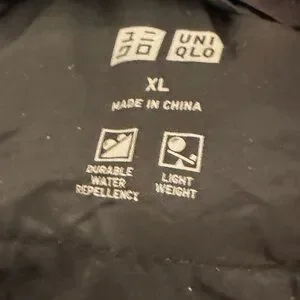 ユニ UNI
クロ QLO
XL
MADE IN CHINA
DURABLE
WATER
REPELLENCY
LIGHT
WEIGHT